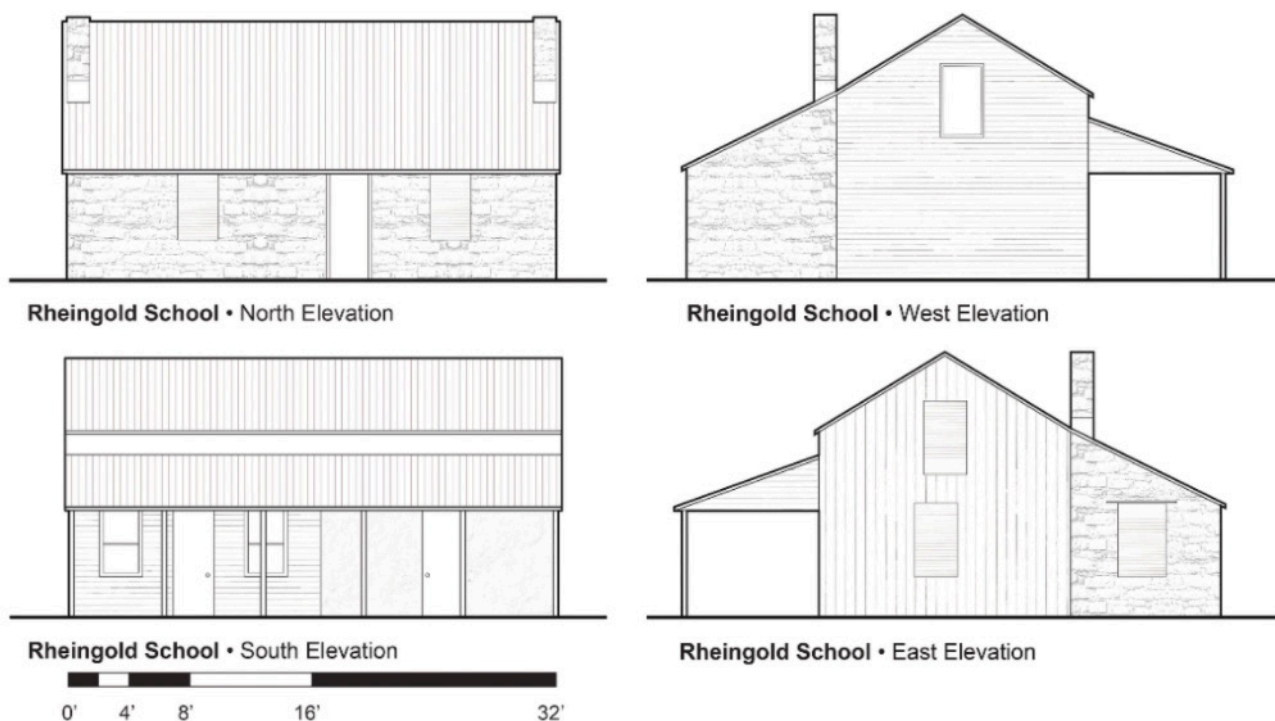 Rheingold School • North Elevation
Rheingold School • West Elevation
Rheingold School • South Elevation
Rheingold School • East Elevation
0' 4' 8' 16' 32'